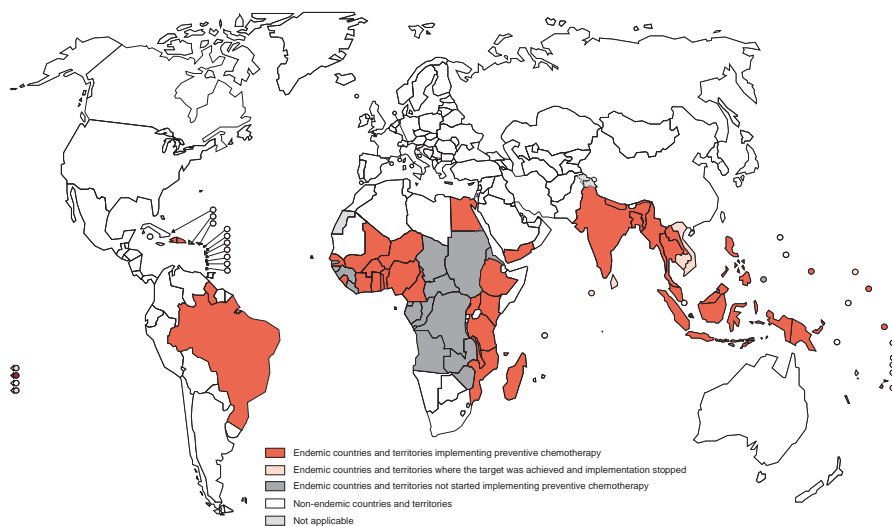 Endemic countries and territories implementing preventive chemotherapy
Endemic countries and territories where the target was achieved and implementation stopped
Endemic countries and territories not started implementing preventive chemotherapy
Non-endemic countries and territories
Not applicable